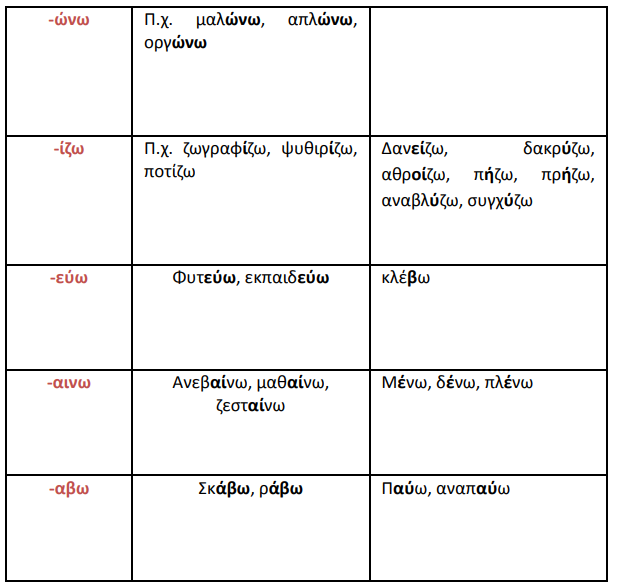 -ώνω
Π.χ. μαλώνω, απλώνω,
οργώνω
-ίζω
Π.χ. ζωγραφίζω, ψυθιρίζω,
ποτίζω
Δανείζω, δακρύζω,
αθροίζω, πήζω, πρήζω,
αναβλύζω, συγχύζω
-εύω
Φυτεύω, εκπαιδεύω
κλέβω
-αινω
Ανεβαίνω, μαθαίνω,
ζεσταίνω
Μένω, δένω, πλένω
-αβω
Σκάβω, ράβω
Παύω, αναπαύω